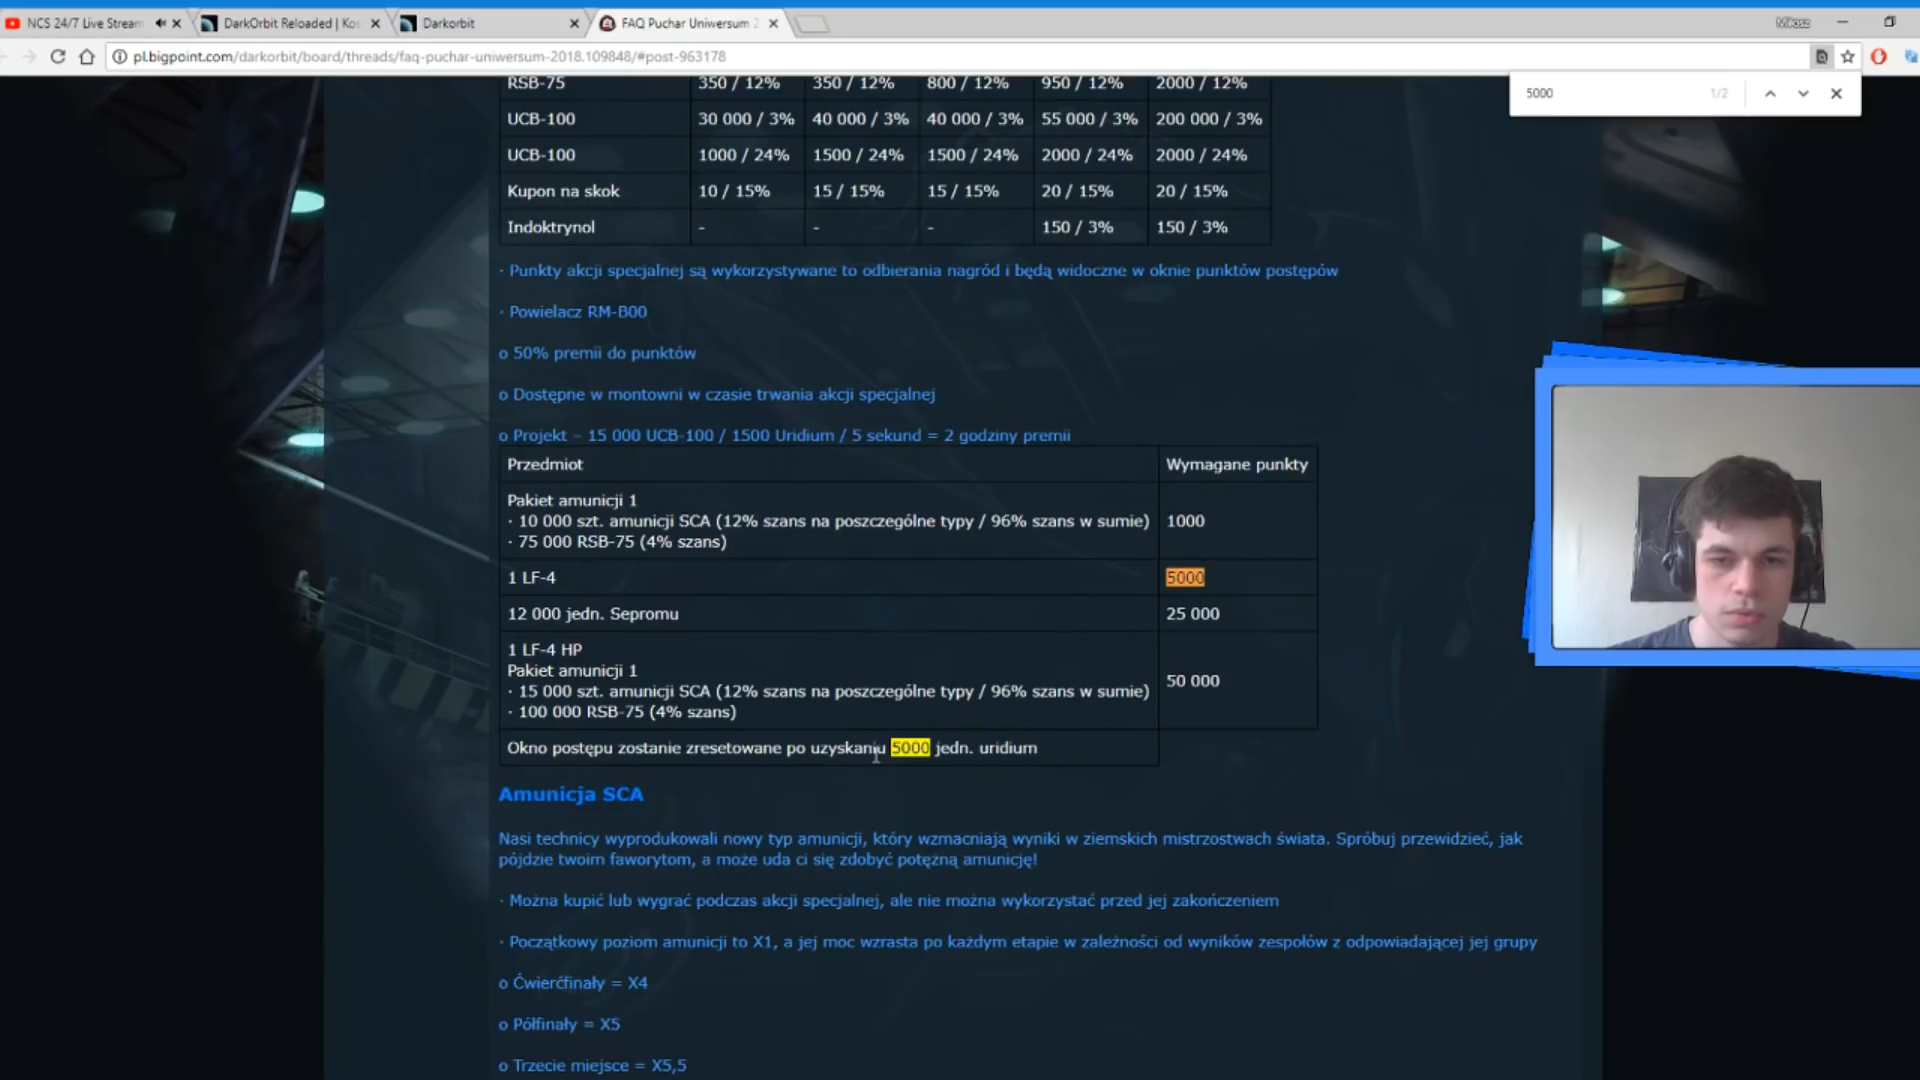 NCS 24/7 Live Stream
DarkOrbit Reloaded | Kos
Darkorbit
FAQ Puchar Uniwersum 2
Miłosz
pl.bigpoint.com/darkorbit/board/threads/faq-puchar-uniwersum-2018.109848/#post-963178
5000 1/2
RSB-75 350 / 12% 350 / 12% 800 / 12% 950 / 12% 2000 / 12%
UCB-100 30 000 / 3% 40 000 / 3% 40 000 / 3% 55 000 / 3% 200 000 / 3%
UCB-100 1000 / 24% 1500 / 24% 1500 / 24% 2000 / 24% 2000 / 24%
Kupon na skok 10 / 15% 15 / 15% 15 / 15% 20 / 15% 20 / 15%
Indoktrynol - - - 150 / 3% 150 / 3%
· Punkty akcji specjalnej są wykorzystywane to odbierania nagród i będą widoczne w oknie punktów postępów
· Powielacz RM-B00
o 50% premii do punktów
o Dostępne w montowni w czasie trwania akcji specjalnej
o Projekt – 15 000 UCB-100 / 1500 Uridium / 5 sekund = 2 godziny premii
Przedmiot Wymagane punkty
Pakiet amunicji 1
· 10 000 szt. amunicji SCA (12% szans na poszczególne typy / 96% szans w sumie) 1000
· 75 000 RSB-75 (4% szans)
1 LF-4 5000
12 000 jedn. Sepromu 25 000
1 LF-4 HP
Pakiet amunicji 1
· 15 000 szt. amunicji SCA (12% szans na poszczególne typy / 96% szans w sumie) 50 000
· 100 000 RSB-75 (4% szans)
Okno postępu zostanie zresetowane po uzyskaniu 5000 jedn. uridium
Amunicja SCA
Nasi technicy wyprodukowali nowy typ amunicji, który wzmacniają wyniki w ziemskich mistrzostwach świata. Spróbuj przewidzieć, jak
pójdzie twoim faworytom, a może uda ci się zdobyć potężną amunicję!
· Można kupić lub wygrać podczas akcji specjalnej, ale nie można wykorzystać przed jej zakończeniem
· Początkowy poziom amunicji to X1, a jej moc wzrasta po każdym etapie w zależności od wyników zespołów z odpowiadającej jej grupy
o Ćwierćfinały = X4
o Półfinały = X5
o Trzecie miejsce = X5,5